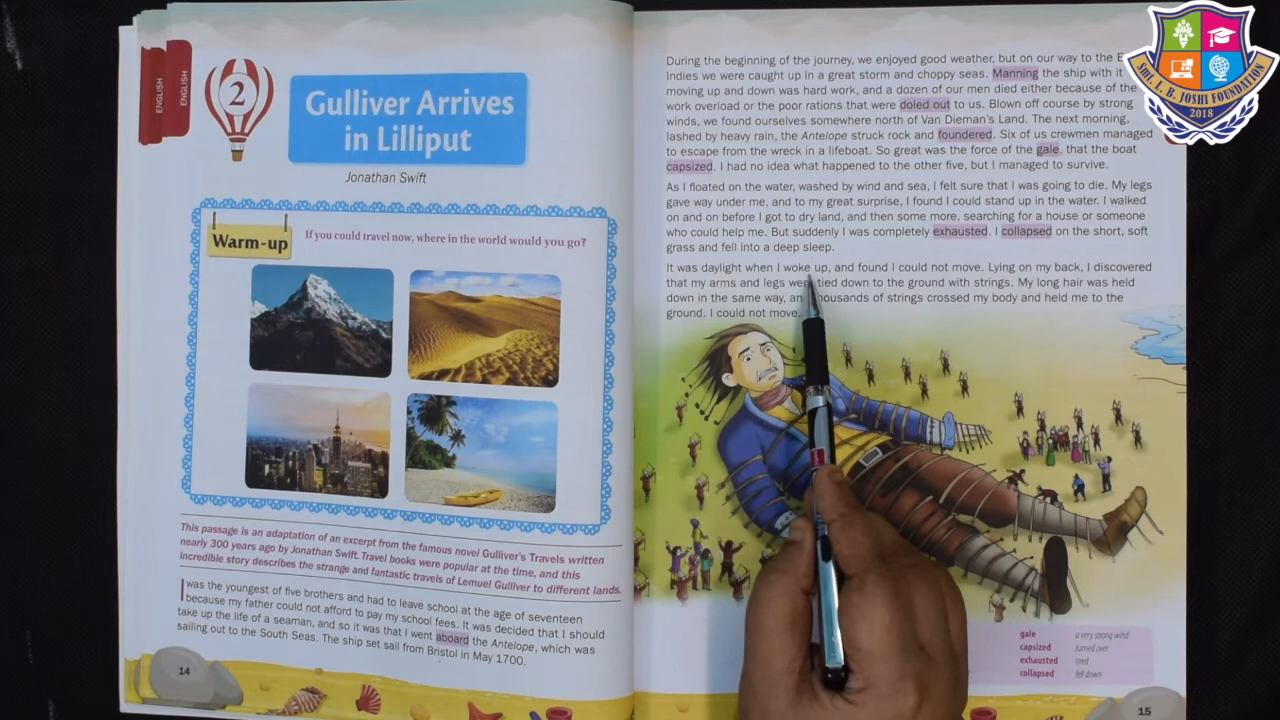 ENGLISH
ENGLISH
2
Gulliver Arrives
in Lilliput
Jonathan Swift
Warm-up
If you could travel now, where in the world would you go?
This passage is an adaptation of an excerpt from the famous novel Gulliver's Travels written
nearly 300 years ago by Jonathan Swift. Travel books were popular at the time, and this
incredible story describes the strange and fantastic travels of Lemuel Gulliver to different lands.
I was the youngest of five brothers and had to leave school at the age of seventeen
because my father could not afford to pay my school fees. It was decided that I should
take up the life of a seaman, and so it was that I went aboard the Antelope, which was
sailing out to the South Seas. The ship set sail from Bristol in May 1700.
14
During the beginning of the journey, we enjoyed good weather, but on our way to the
Indies we were caught up in a great storm and choppy seas. Manning the ship with it
moving up and down was hard work, and a dozen of our men died either because of the
work overload or the poor rations that were doled out to us. Blown off course by strong
winds, we found ourselves somewhere north of Van Dieman's Land. The next morning,
lashed by heavy rain, the Antelope struck rock and foundered. Six of us crewmen managed
to escape from the wreck in a lifeboat. So great was the force of the gale, that the boat
capsized. I had no idea what happened to the other five, but I managed to survive.
As I floated on the water, washed by wind and sea, I felt sure that I was going to die. My legs
gave way under me, and to my great surprise, I found I could stand up in the water. I walked
on and on before I got to dry land, and then some more, searching for a house or someone
who could help me. But suddenly I was completely exhausted. I collapsed on the short, soft
grass and fell into a deep sleep.
It was daylight when I woke up, and found I could not move. Lying on my back, I discovered
that my arms and legs were tied down to the ground with strings. My long hair was held
down in the same way, and thousands of strings crossed my body and held me to the
ground. I could not move.
gale a very strong wind
capsized turned over
exhausted tired
collapsed fell down
15
Smt. L. B. JOSHI FOUNDATION
2018